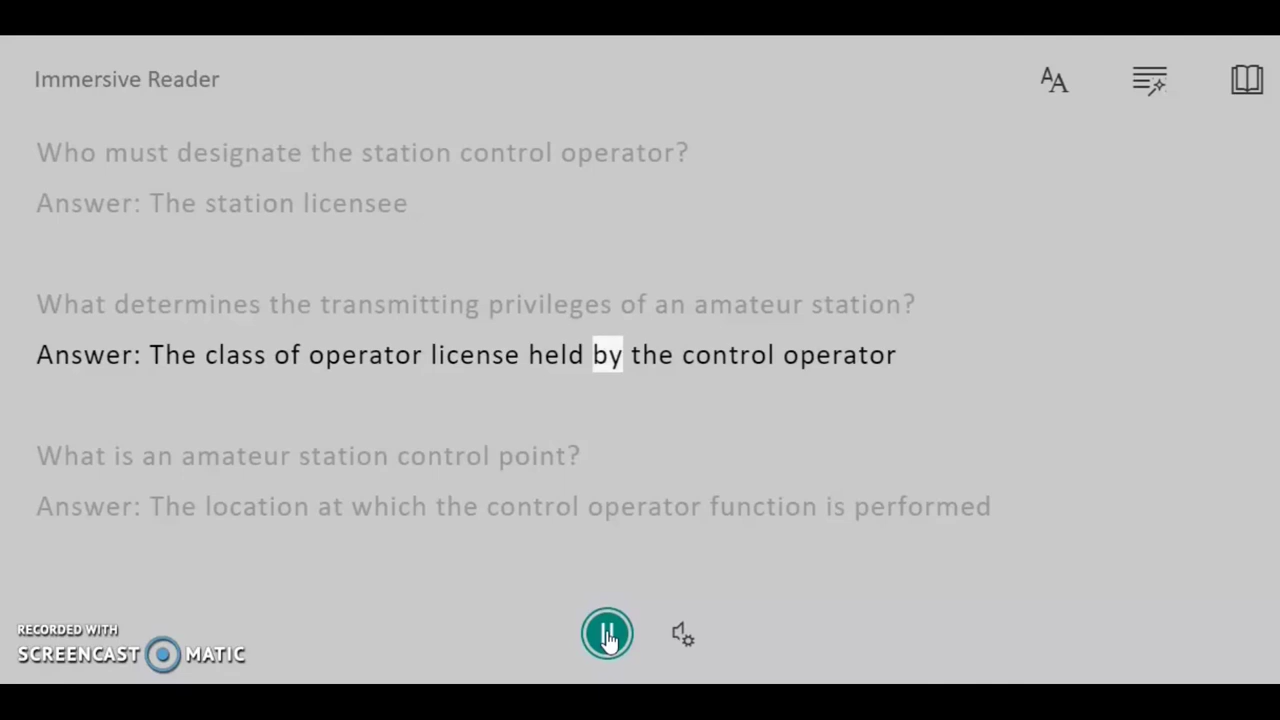 Immersive Reader
Who must designate the station control operator?
Answer: The station licensee
What determines the transmitting privileges of an amateur station?
Answer: The class of operator license held by the control operator
What is an amateur station control point?
Answer: The location at which the control operator function is performed
RECORDED WITH
SCREENCAST MATIC